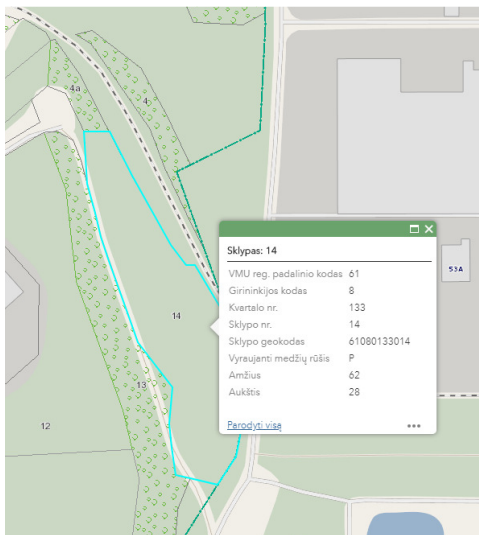 4a
4
Sklypas: 14
VMU reg. padalinio kodas 61
Girininkijos kodas 8
Kvartalo nr. 133
Sklypo nr. 14
Sklypo geokodas 61080133014
Vyraujanti medžių rūšis P
Amžius 62
Aukštis 28
Parodyti visą
53A
14
13
12